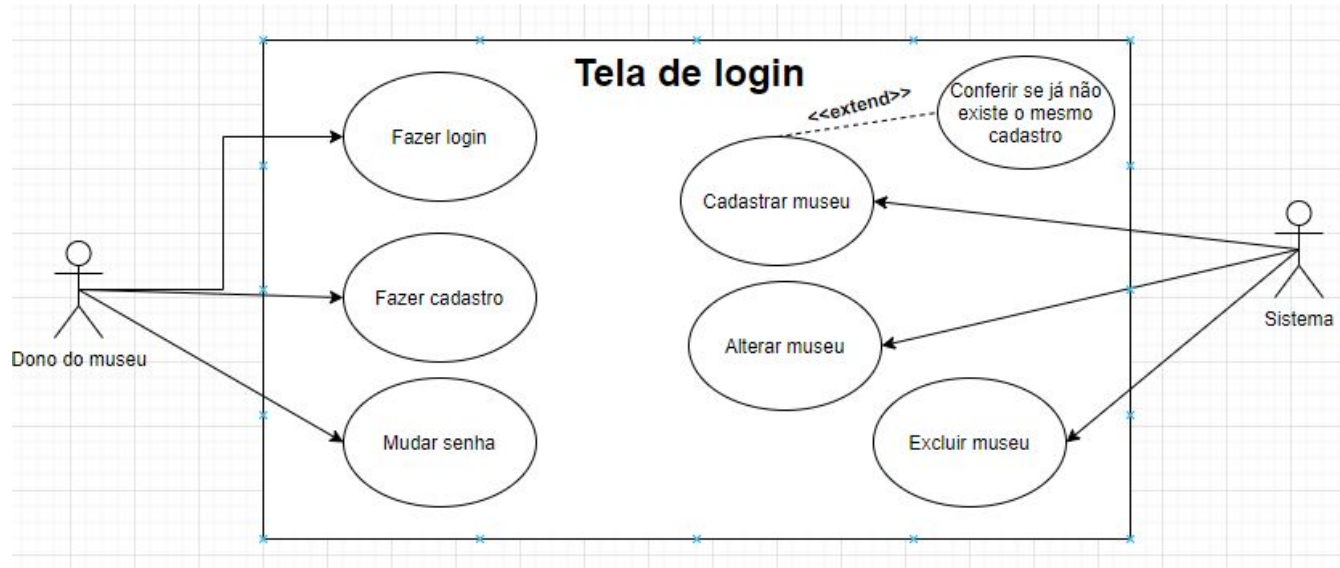 Tela de login
Fazer login
Fazer cadastro
Mudar senha
Dono do museu
<<extend>>
Conferir se já não
existe o mesmo
cadastro
Cadastrar museu
Alterar museu
Excluir museu
Sistema